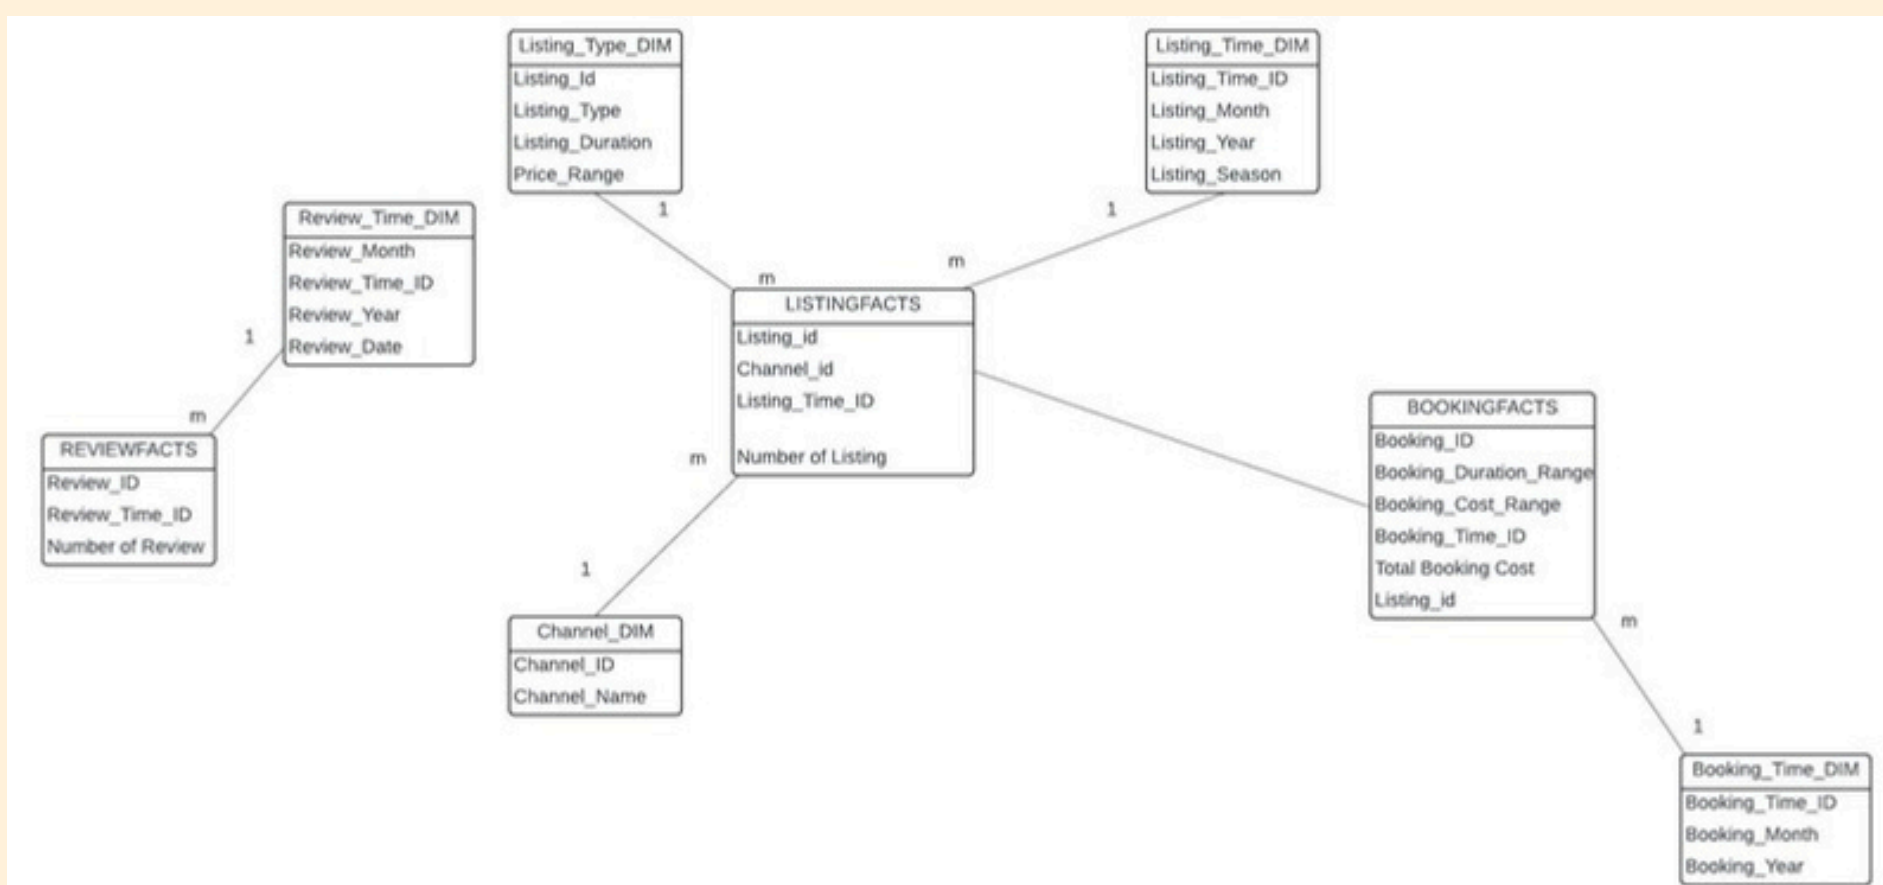 Listing_Type_DIM
Listing_Id
Listing_Type
Listing_Duration
Price_Range
1
Listing_Time_DIM
Listing_Time_ID
Listing_Month
Listing_Year
Listing_Season
1
Review_Time_DIM
Review_Month
Review_Time_ID
Review_Year
Review_Date
1
m
REVIEWFACTS
Review_ID
Review_Time_ID
Number of Review
m
m
LISTINGFACTS
Listing_id
Channel_id
Listing_Time_ID
Number of Listing
m
1
Channel_DIM
Channel_ID
Channel_Name
BOOKINGFACTS
Booking_ID
Booking_Duration_Range
Booking_Cost_Range
Booking_Time_ID
Total Booking Cost
Listing_id
m
1
Booking_Time_DIM
Booking_Time_ID
Booking_Month
Booking_Year